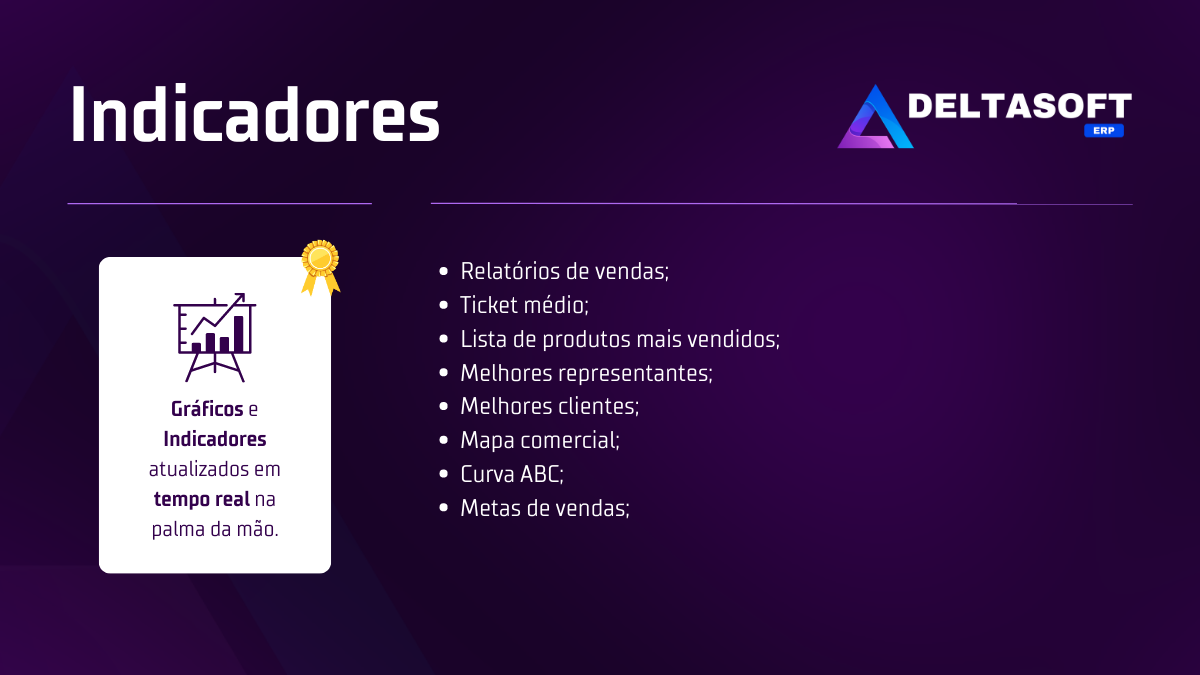 Indicadores
DELTASOFT
ERP
Gráficos e
Indicadores
atualizados em
tempo real na
palma da mão.
• Relatórios de vendas;
• Ticket médio;
• Lista de produtos mais vendidos;
• Melhores representantes;
• Melhores clientes;
• Mapa comercial;
• Curva ABC;
• Metas de vendas;